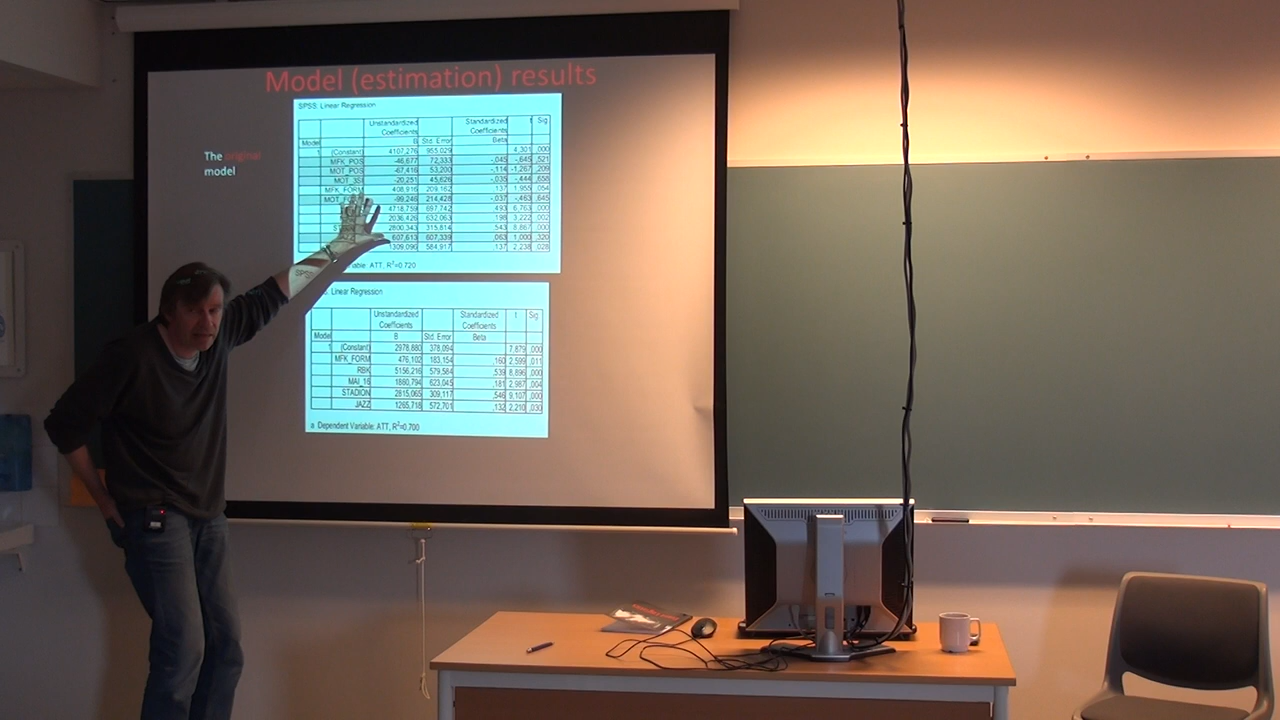 Model (estimation) results
The original
model
SPSS: Linear Regression
Unstandardized Standardized t Sig
Coefficients Coefficients
Model B Std. Error Beta
1 (Constant) 4107,276 955,029 4,301 ,000
MFK_POS -46,677 72,333 -,045 -,645 ,521
MOT_POS -67,416 53,200 -,114 -1,267 ,209
MOT_3SI -20,251 45,626 -,035 -,444 ,658
MFK_FORM 408,916 209,162 ,137 1,955 ,054
MOT_FORM -99,246 214,428 -,037 -,463 ,645
4718,759 697,742 ,493 6,763 ,000
2036,426 632,063 ,198 3,222 ,002
2800,343 315,814 ,543 8,867 ,000
607,613 607,339 ,063 1,000 ,320
1309,096 584,917 ,137 2,238 ,028
ATT, R²=0.720
Linear Regression
Unstandardized Standardized t Sig
Coefficients Coefficients
Model B Std. Error Beta
1 (Constant) 2978,880 378,094 7,879 ,000
MFK_FORM 476,102 183,154 ,160 2,599 ,011
RBK 5156,216 579,584 ,539 8,896 ,000
MAI_16 1860,794 623,045 ,181 2,987 ,004
STADION 2815,065 309,117 ,546 9,107 ,000
JAZZ 1265,718 572,701 ,132 2,210 ,030
a Dependent Variable: ATT, R²=0.700